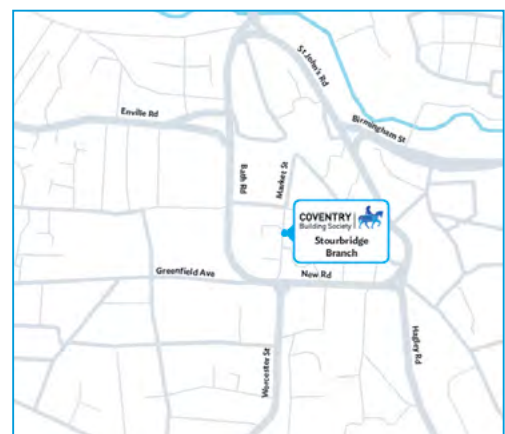 St John's Rd
Enville Rd
Birmingham St
Bath Rd
Market St
COVENTRY
Building Society
Stourbridge
Branch
Greenfield Ave
New Rd
Worcester St
Hagley Rd